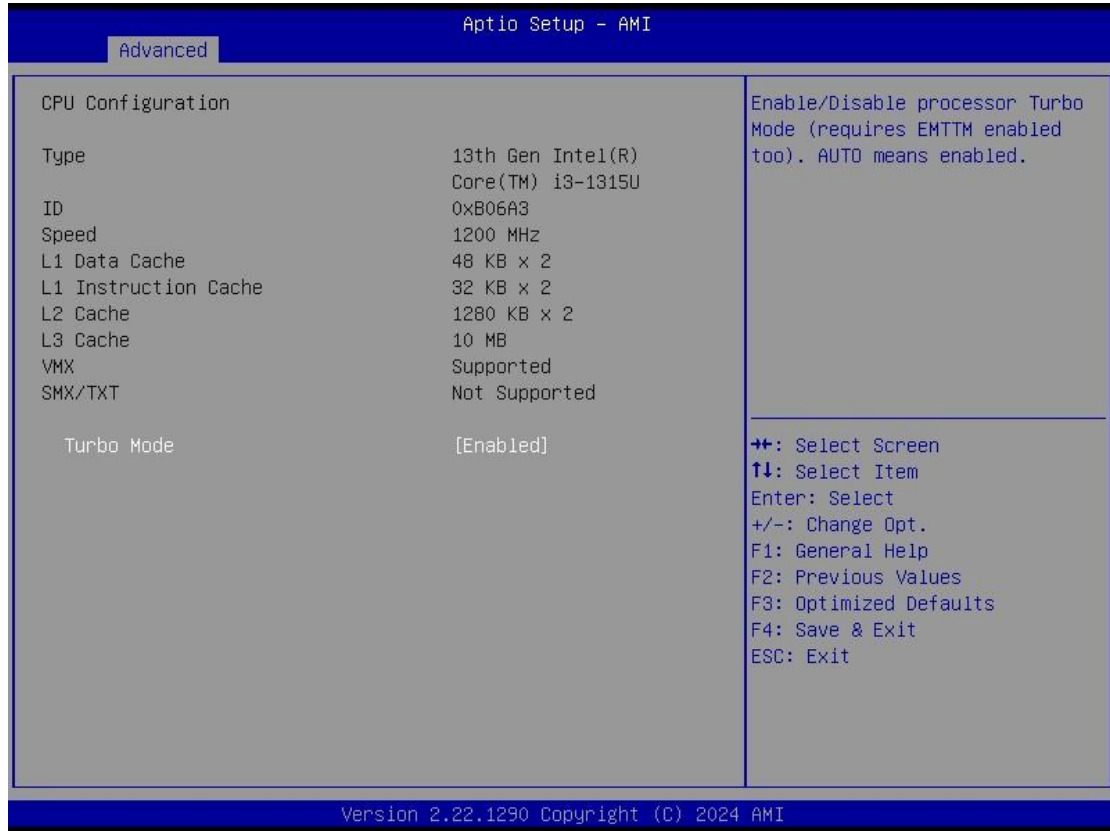 Aptio Setup - AMI
Advanced
CPU Configuration
Type 13th Gen Intel(R)
Core(TM) i3-1315U
ID 0xB06A3
Speed 1200 MHz
L1 Data Cache 48 KB x 2
L1 Instruction Cache 32 KB x 2
L2 Cache 1280 KB x 2
L3 Cache 10 MB
VMX Supported
SMX/TXT Not Supported
Turbo Mode [Enabled]
Enable/Disable processor Turbo
Mode (requires EMTTM enabled
too). AUTO means enabled.
→←: Select Screen
↑↓: Select Item
Enter: Select
+/-: Change Opt.
F1: General Help
F2: Previous Values
F3: Optimized Defaults
F4: Save & Exit
ESC: Exit
Version 2.22.1290 Copyright (C) 2024 AMI